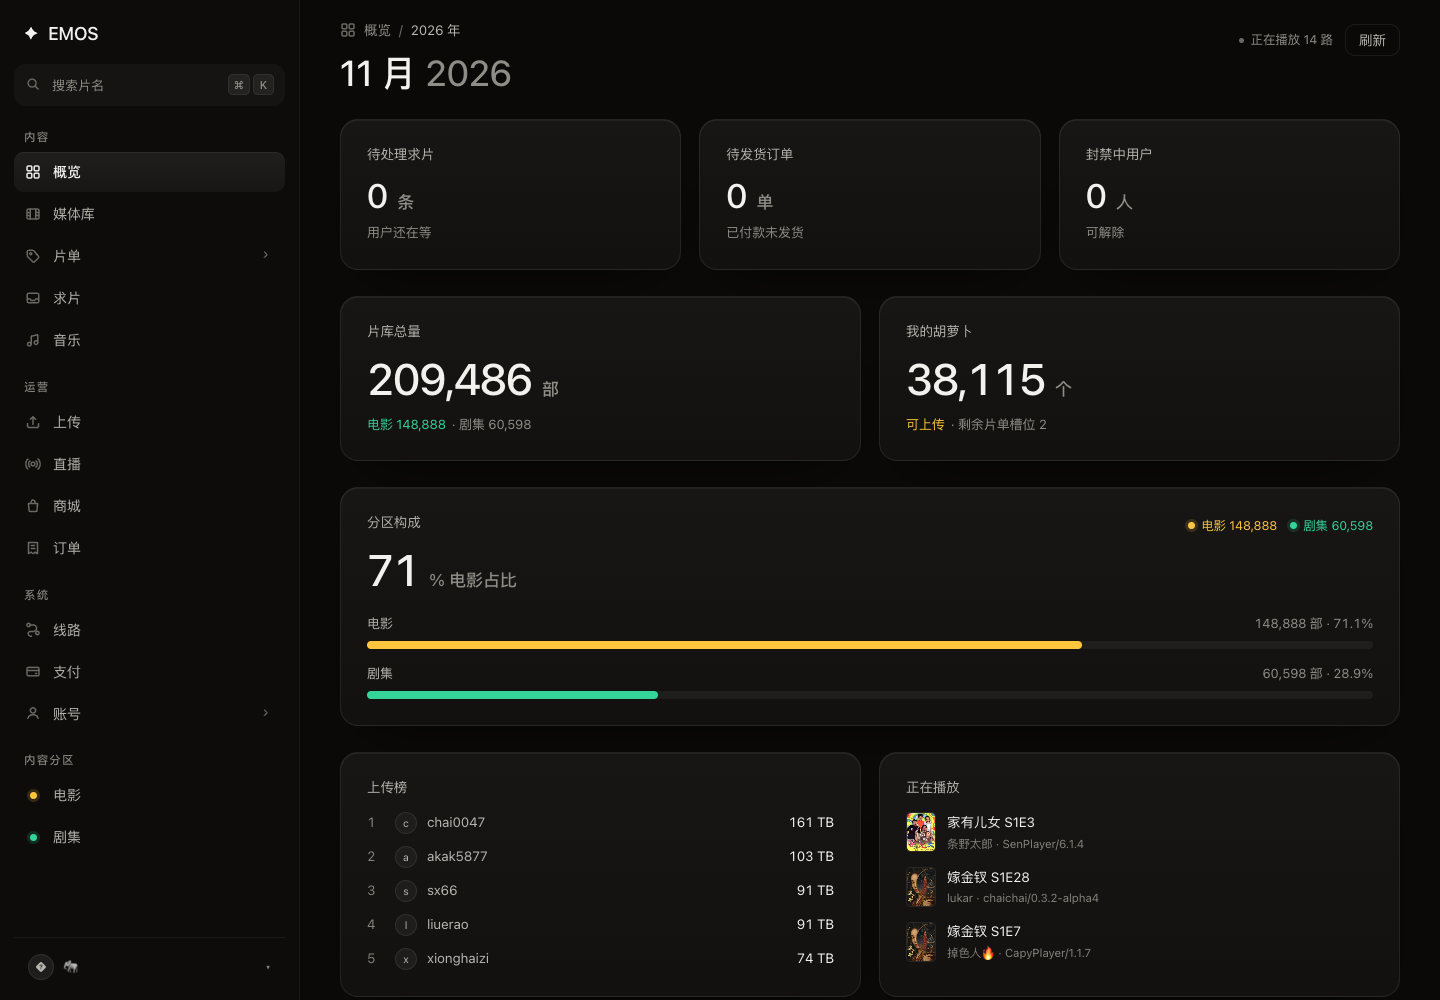 EMOS
搜索片名 ⌘ K
内容
概览
媒体库
片单
求片
音乐
运营
上传
直播
商城
订单
系统
线路
支付
账号
内容分区
电影
剧集
概览 / 2026 年
11 月 2026
正在播放 14 路
刷新
待处理求片
0 条
用户还在等
待发货订单
0 单
已付款未发货
封禁中用户
0 人
可解除
片库总量
209,486 部
电影 148,888 · 剧集 60,598
我的胡萝卜
38,115 个
可上传 · 剩余片单槽位 2
分区构成
电影 148,888 剧集 60,598
71 % 电影占比
电影 148,888 部 · 71.1%
剧集 60,598 部 · 28.9%
上传榜
1 c chai0047 161 TB
2 a akak5877 103 TB
3 s sx66 91 TB
4 l liuerao 91 TB
5 x xionghaizi 74 TB
正在播放
家有儿女 S1E3
条野太郎 · SenPlayer/6.1.4
嫁金钗 S1E28
lukar · chaichai/0.3.2-alpha4
嫁金钗 S1E7
掉色人🔥 · CapyPlayer/1.1.7